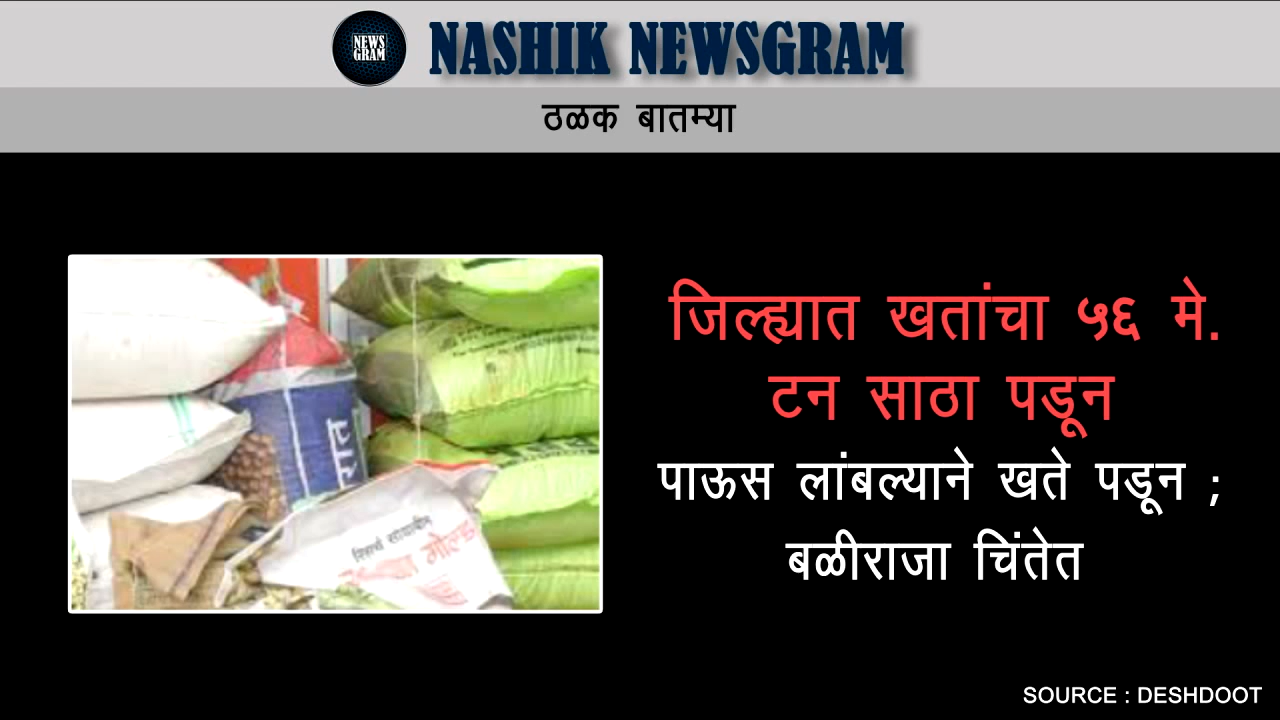 NEWS
GRAM
NASHIK NEWSGRAM
ठळक बातम्या
जिल्ह्यात खतांचा ५६ मे.
टन साठा पडून
पाऊस लांबल्याने खते पडून ;
बळीराजा चिंतेत
SOURCE : DESHDOOT